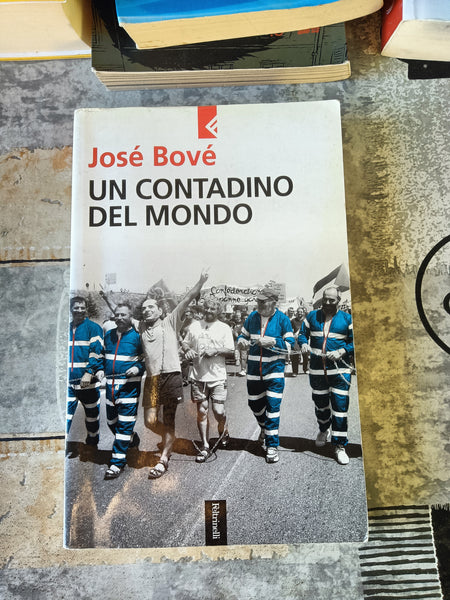 José Bové
UN CONTADINO
DEL MONDO
Feltrinelli